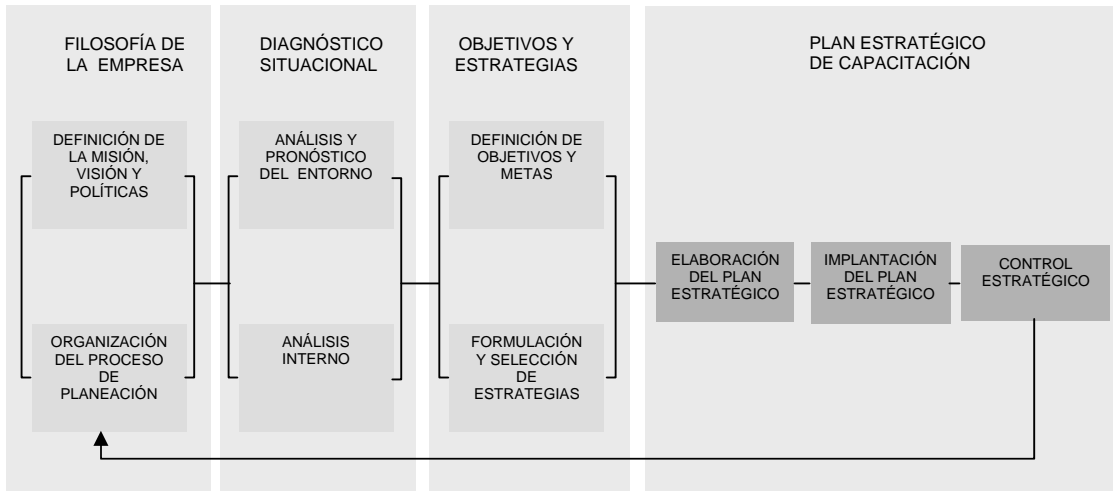 FILOSOFÍA DE
LA EMPRESA
DIAGNÓSTICO
SITUACIONAL
OBJETIVOS Y
ESTRATEGIAS
PLAN ESTRATÉGICO
DE CAPACITACIÓN
DEFINICIÓN DE
LA MISIÓN,
VISIÓN Y
POLÍTICAS
ANÁLISIS Y
PRONÓSTICO
DEL ENTORNO
DEFINICIÓN DE
OBJETIVOS Y
METAS
ELABORACIÓN
DEL PLAN
ESTRATÉGICO
IMPLANTACIÓN
DEL PLAN
ESTRATÉGICO
CONTROL
ESTRATÉGICO
ORGANIZACIÓN
DEL PROCESO
DE
PLANEACIÓN
ANÁLISIS
INTERNO
FORMULACIÓN
Y SELECCIÓN
DE
ESTRATEGIAS